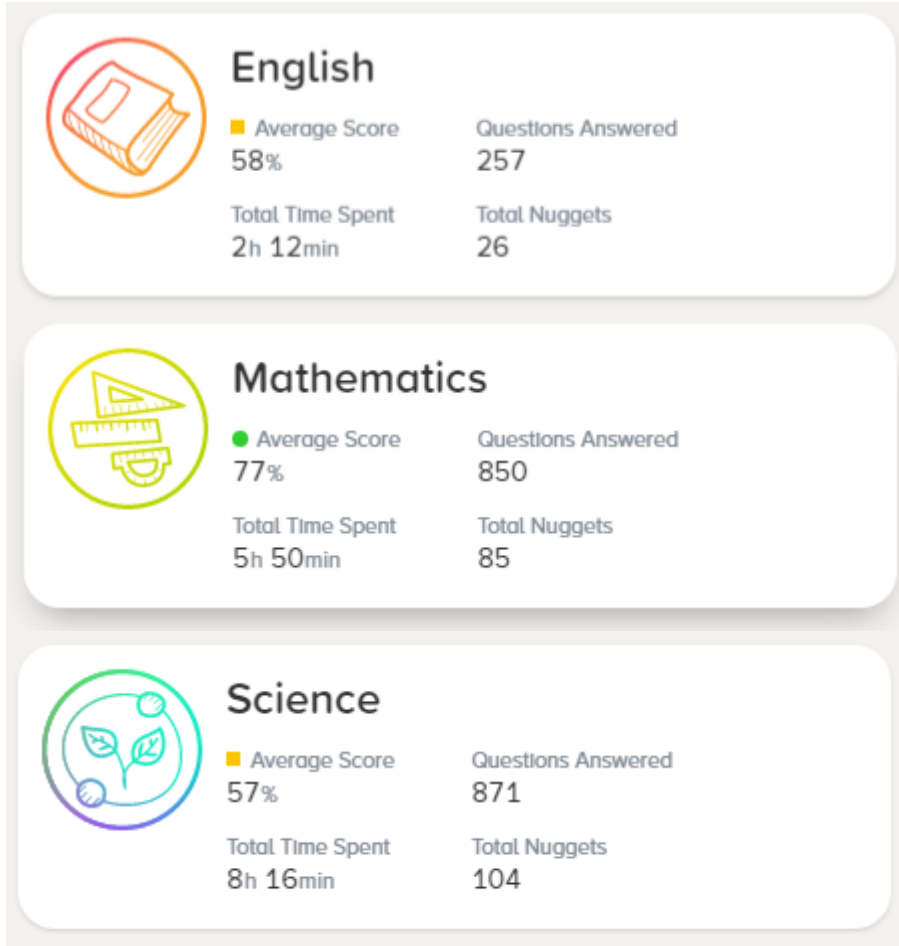 English
Average Score Questions Answered
58% 257
Total Time Spent Total Nuggets
2h 12min 26
Mathematics
Average Score Questions Answered
77% 850
Total Time Spent Total Nuggets
5h 50min 85
Science
Average Score Questions Answered
57% 871
Total Time Spent Total Nuggets
8h 16min 104